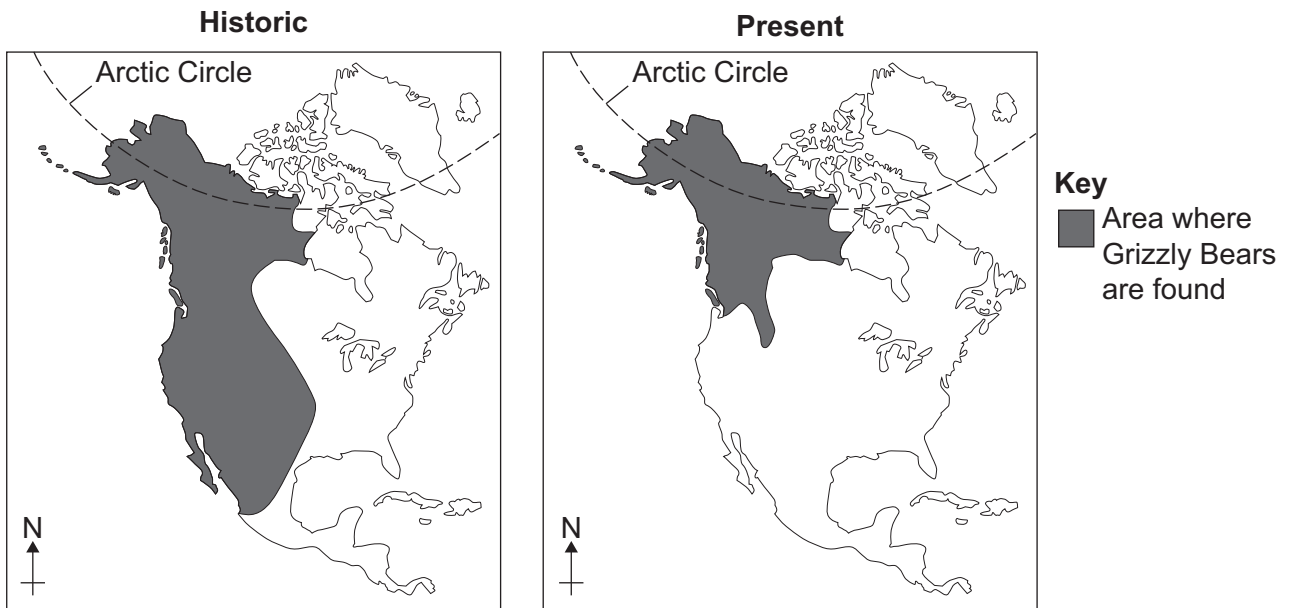 Historic
Arctic Circle
N
Present
Arctic Circle
N
Key
Area where
Grizzly Bears
are found